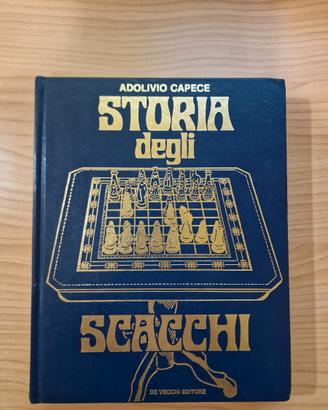 ADOLIVIO CAPECE
STORIA
degli
SCACCHI
DE VECCHI EDITORE